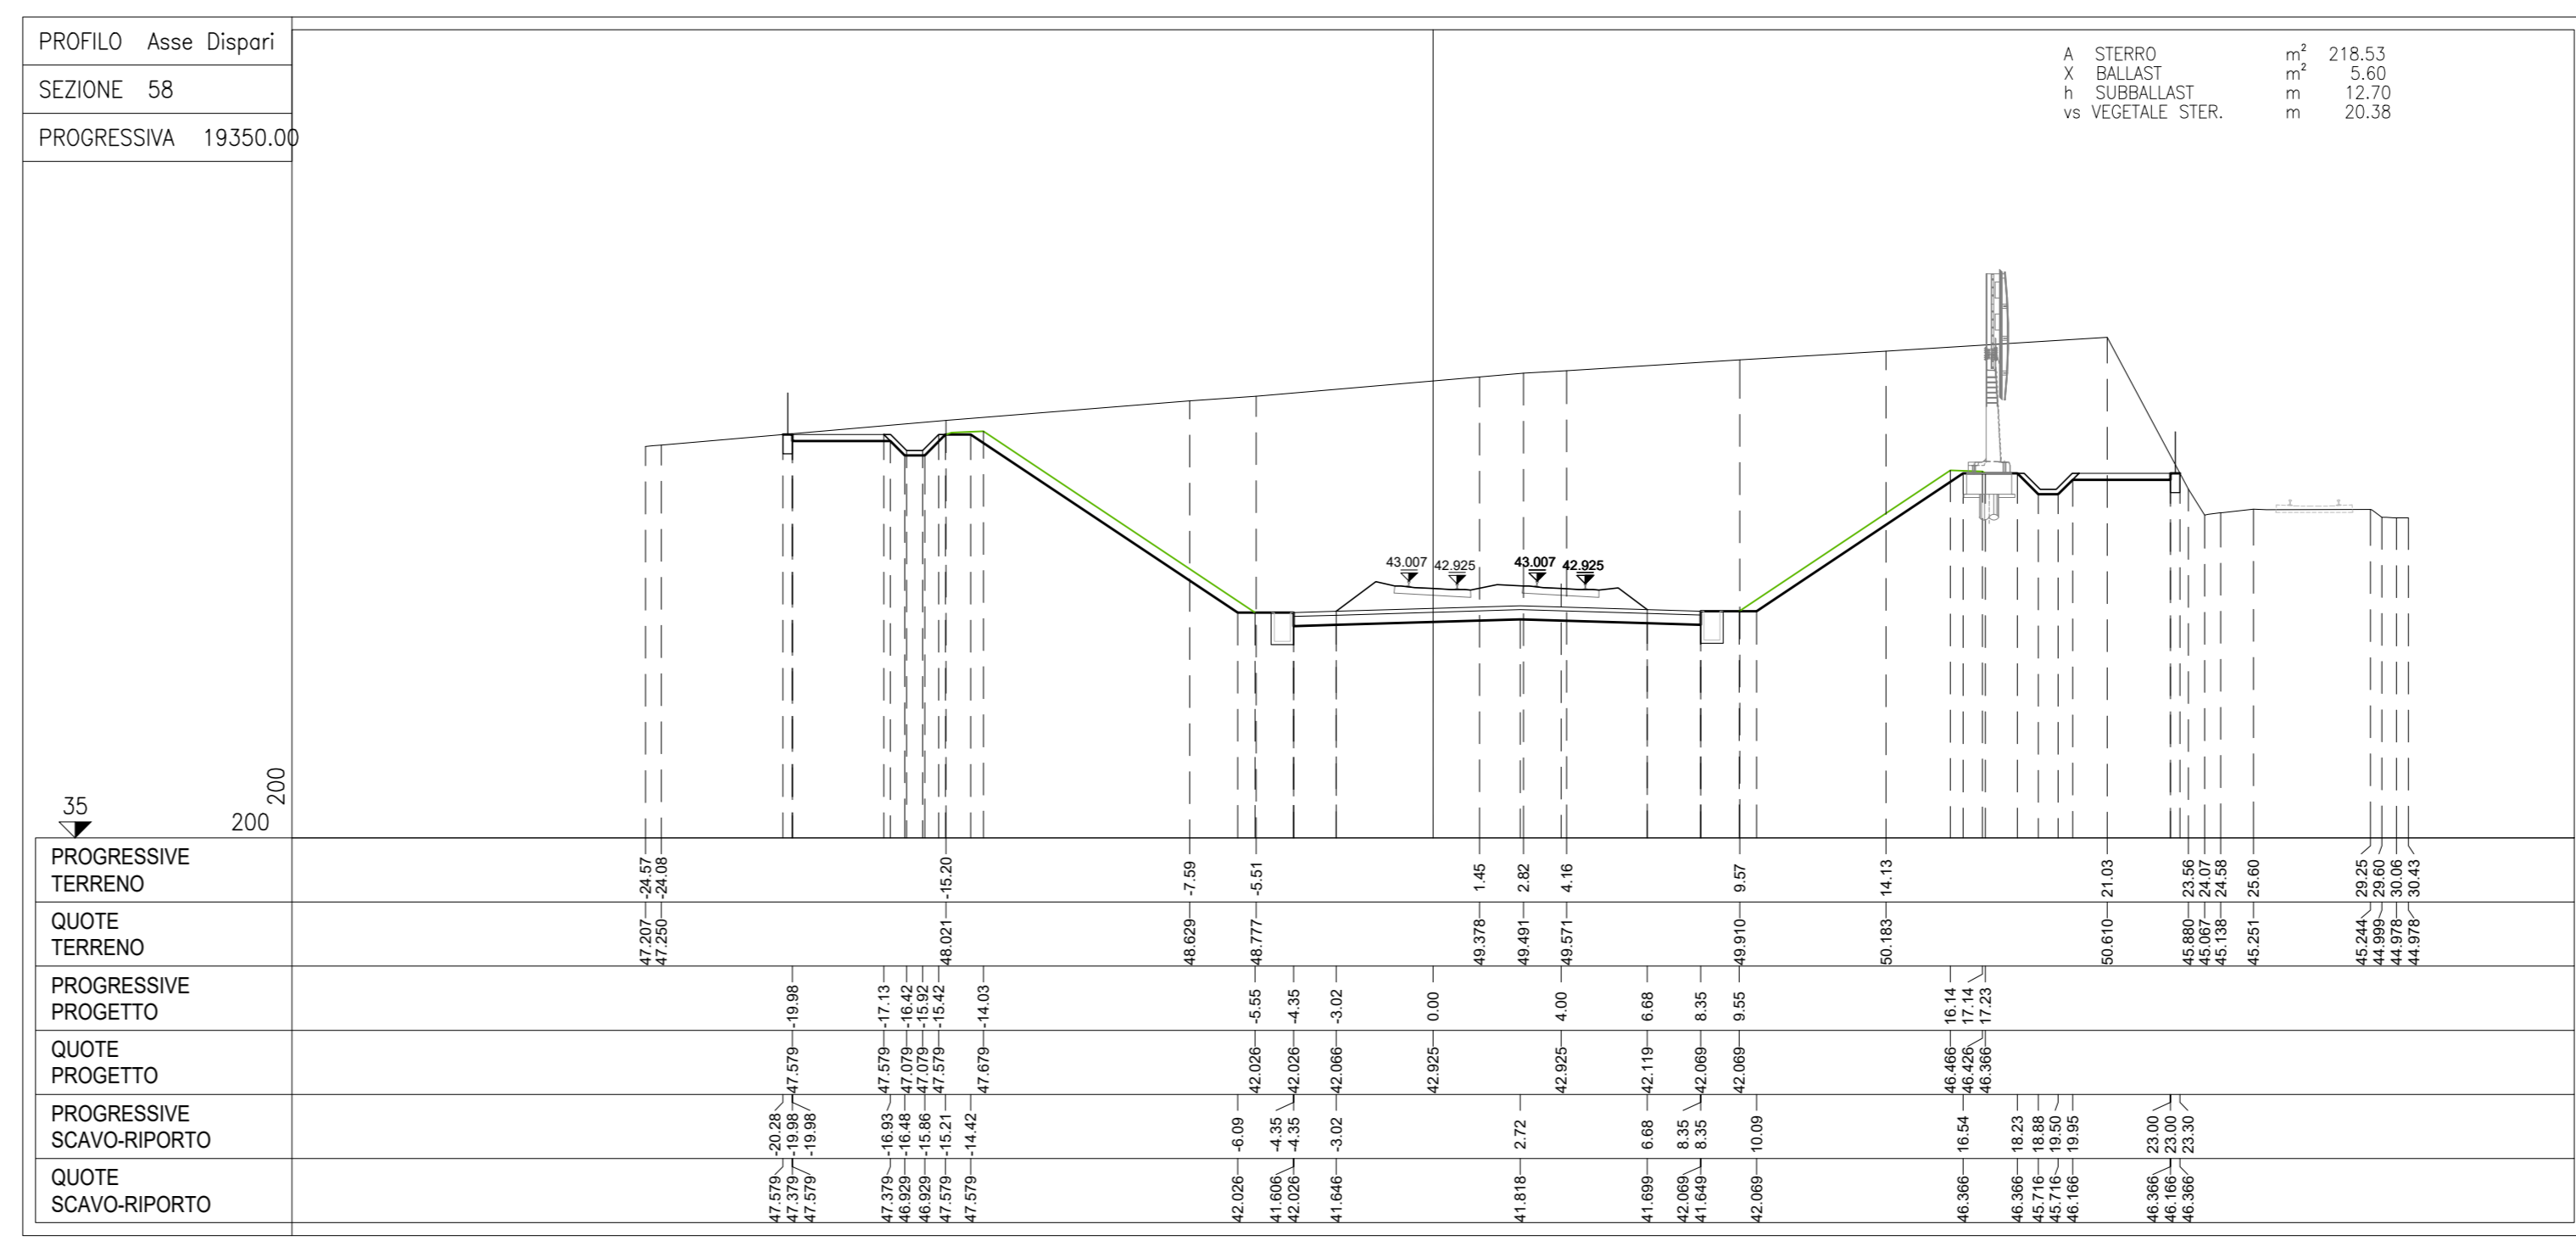 PROFILO Asse Dispari
SEZIONE 58
PROGRESSIVA 19350.00
A STERRO m² 218.53
X BALLAST m² 5.60
h SUBBALLAST m 12.70
vs VEGETALE STER. m 20.38
43.007 42.925 43.007 42.925
35
200
200
PROGRESSIVE
TERRENO
-24.57 -24.08 -15.20 -7.59 -5.51 1.45 2.82 4.16 9.57 14.13 21.03 23.56 24.07 24.58 25.60 29.25 29.60 30.06 30.43
QUOTE
TERRENO
47.207 47.250 48.021 48.629 48.777 49.378 49.491 49.571 49.910 50.183 50.610 45.880 45.067 45.138 45.251 45.244 44.999 44.978 44.978
PROGRESSIVE
PROGETTO
-19.98 -17.13 -16.42 -15.92 -15.42 -14.03 -5.55 -4.35 -3.02 0.00 4.00 6.68 8.35 9.55 16.14 17.14 17.23
QUOTE
PROGETTO
47.579 47.579 47.079 47.079 47.579 47.679 42.026 42.026 42.066 42.925 42.925 42.119 42.069 42.069 46.466 46.426 46.366
PROGRESSIVE
SCAVO-RIPORTO
-20.28 -19.98 -19.98 -16.93 -16.48 -15.86 -15.21 -14.42 -6.09 -4.35 -4.35 -3.02 2.72 6.68 8.35 8.35 10.09 16.54 18.23 18.88 19.50 19.95 23.00 23.00 23.30
QUOTE
SCAVO-RIPORTO
47.579 47.379 47.579 47.379 46.929 46.929 47.579 47.579 42.026 41.606 42.026 41.646 41.818 41.699 42.069 41.649 42.069 46.366 46.366 45.716 45.716 46.166 46.366 46.166 46.366